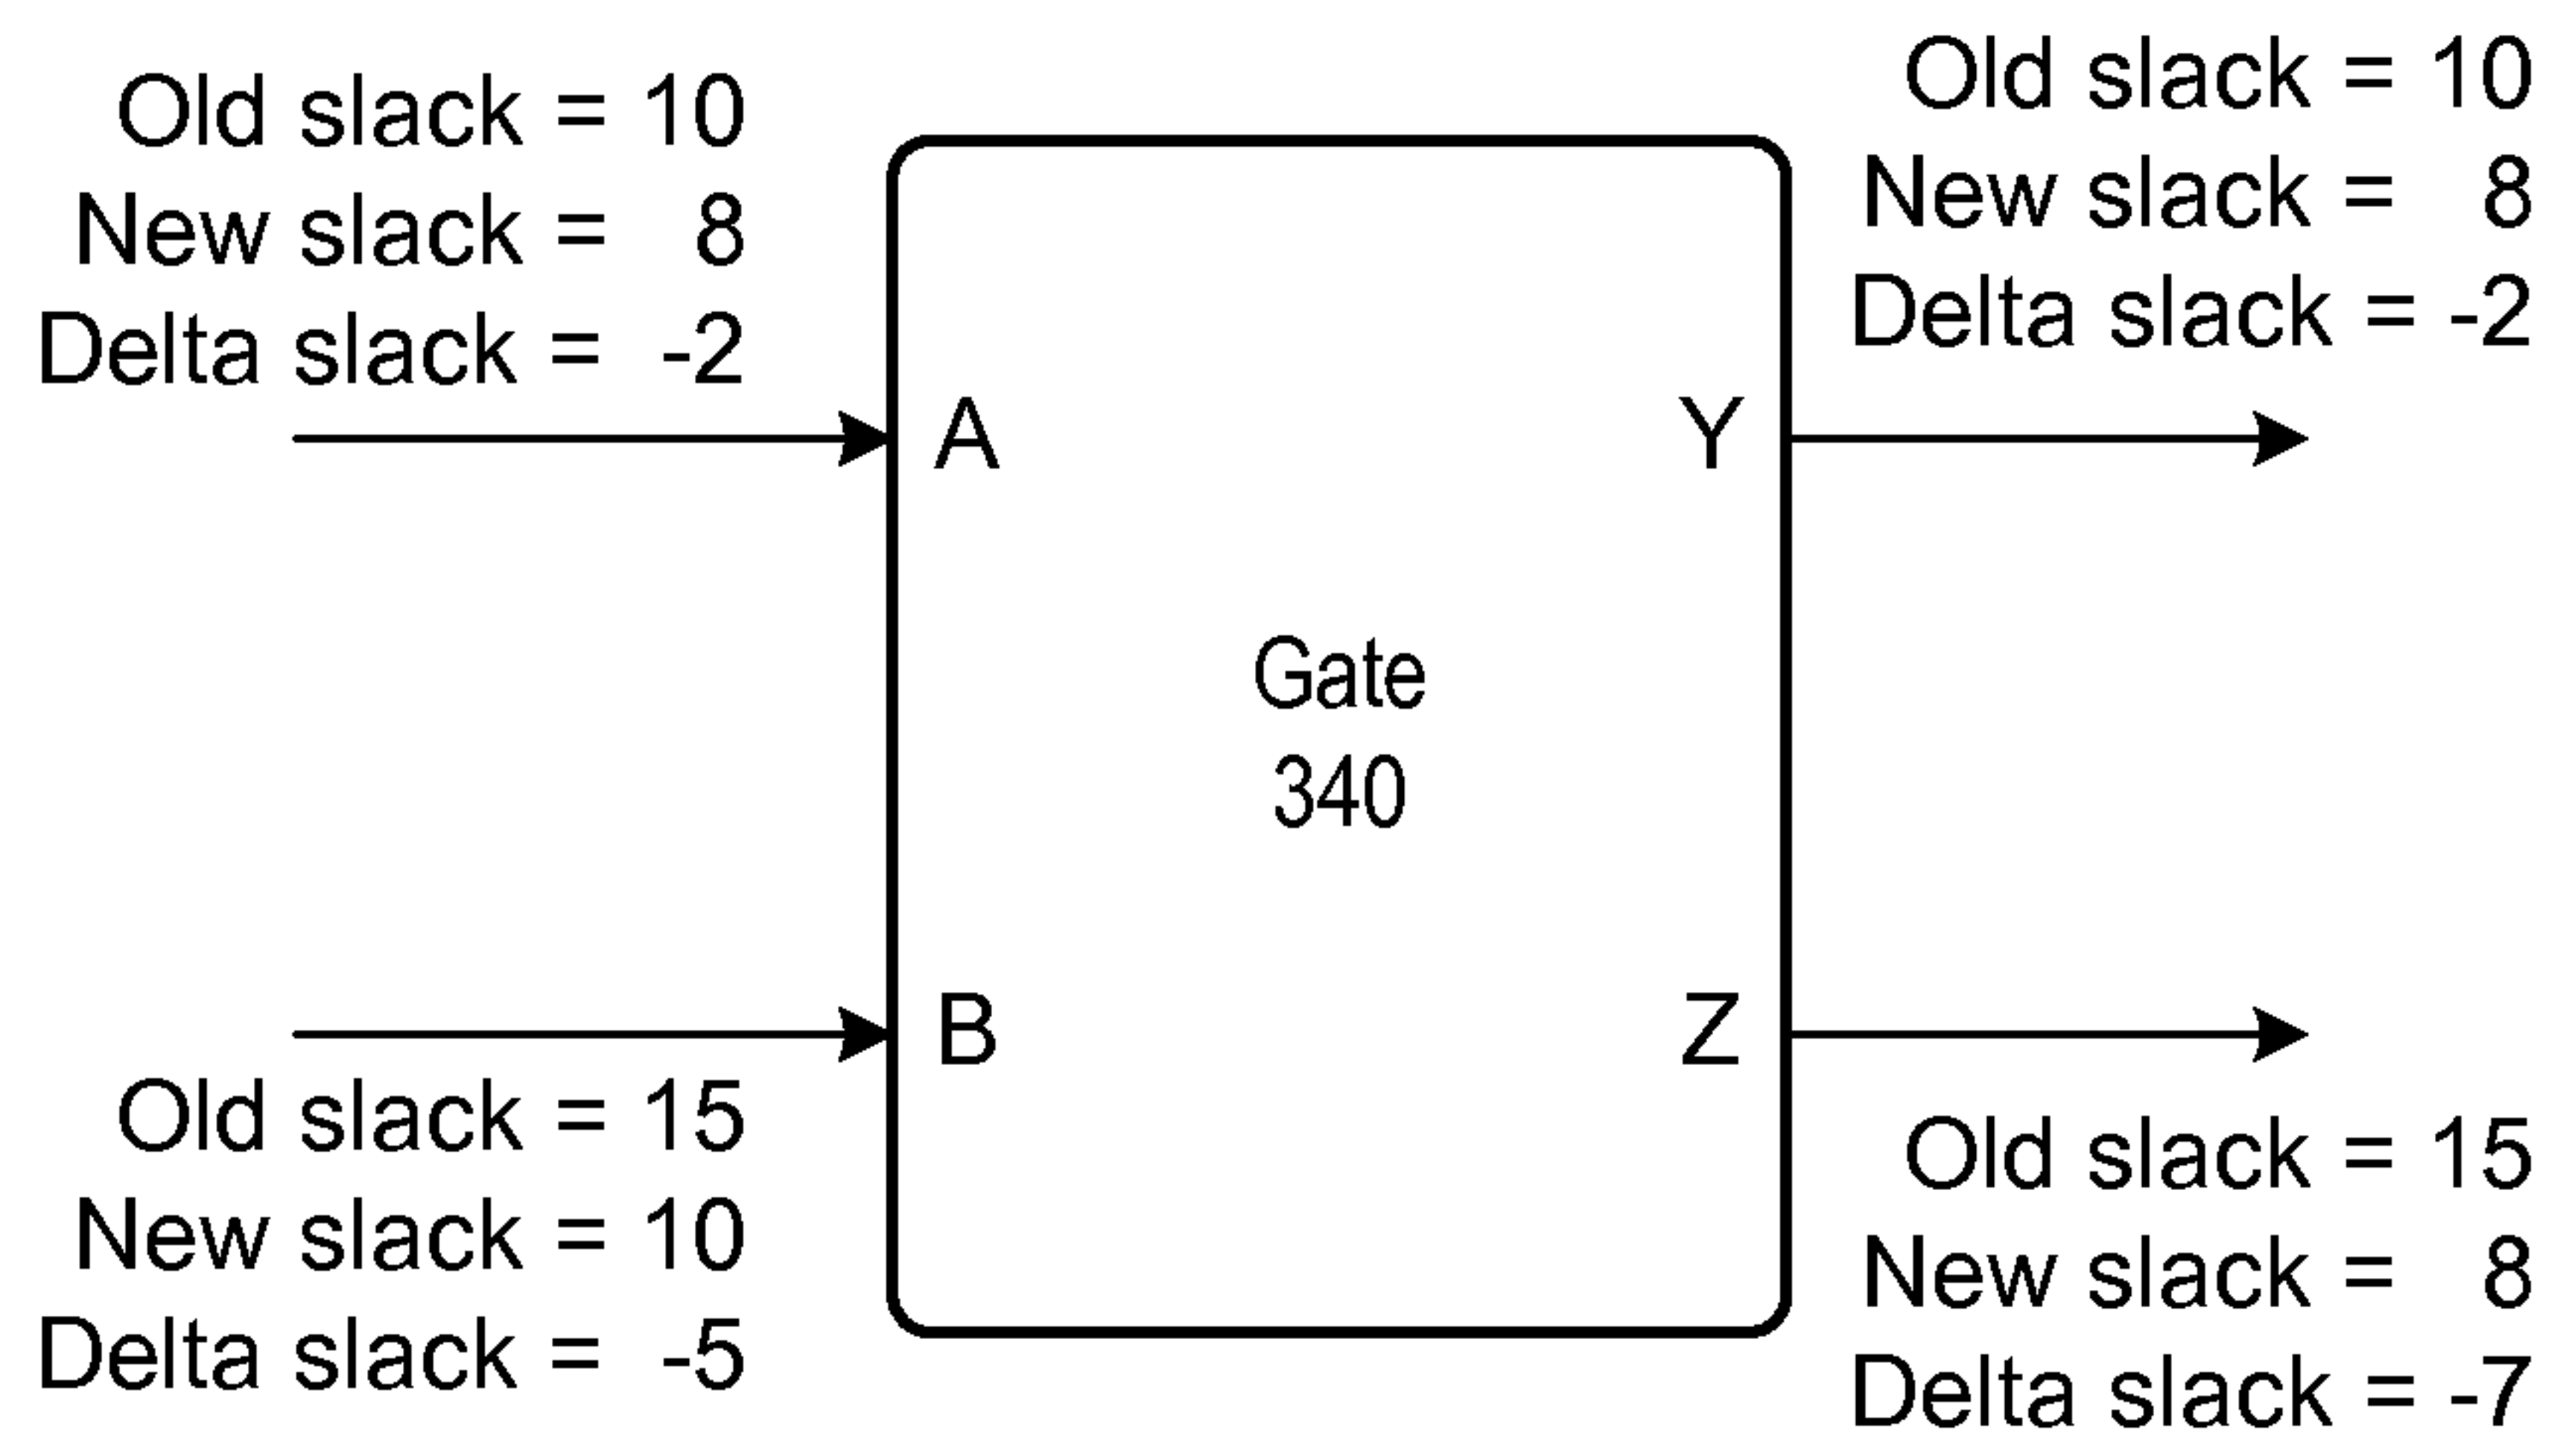 Old slack = 10
New slack = 8
Delta slack = -2
Old slack = 10
New slack = 8
Delta slack = -2
A
Y
Gate
340
B
Z
Old slack = 15
New slack = 10
Delta slack = -5
Old slack = 15
New slack = 8
Delta slack = -7